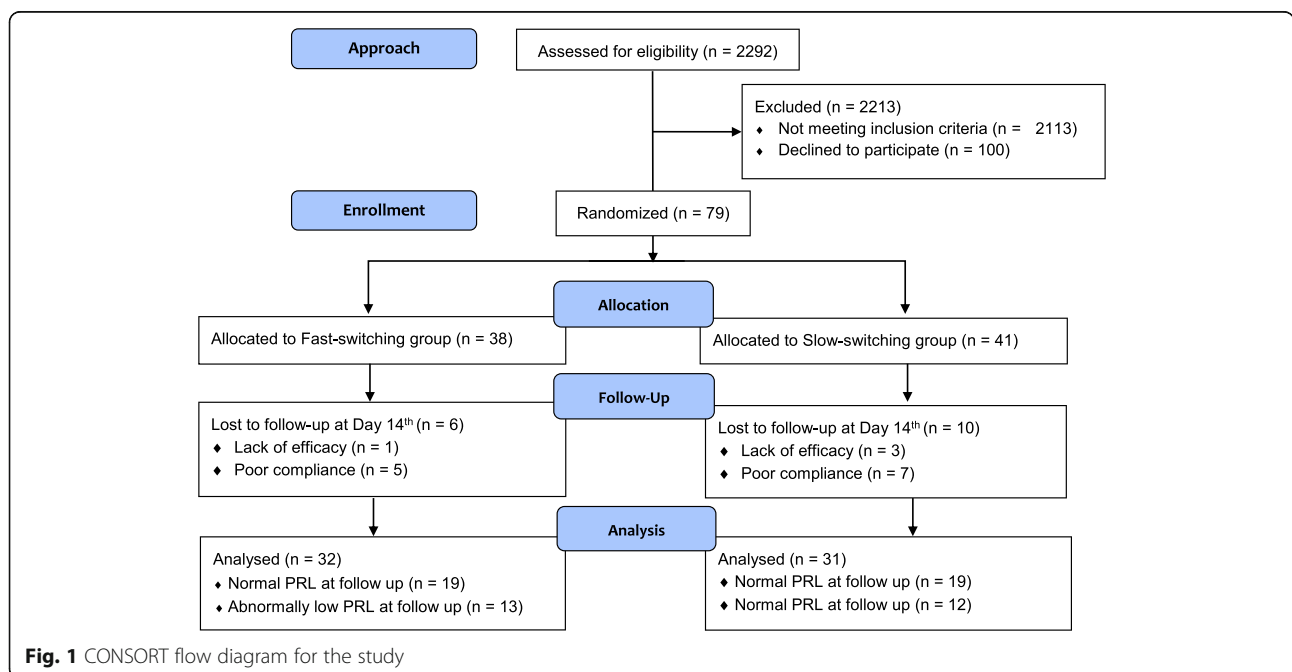 Approach
Assessed for eligibility (n = 2292)
Excluded (n = 2213)
♦ Not meeting inclusion criteria (n = 2113)
♦ Declined to participate (n = 100)
Enrollment
Randomized (n = 79)
Allocation
Allocated to Fast-switching group (n = 38)
Allocated to Slow-switching group (n = 41)
Follow-Up
Lost to follow-up at Day 14th (n = 6)
♦ Lack of efficacy (n = 1)
♦ Poor compliance (n = 5)
Lost to follow-up at Day 14th (n = 10)
♦ Lack of efficacy (n = 3)
♦ Poor compliance (n = 7)
Analysis
Analysed (n = 32)
♦ Normal PRL at follow up (n = 19)
♦ Abnormally low PRL at follow up (n = 13)
Analysed (n = 31)
♦ Normal PRL at follow up (n = 19)
♦ Normal PRL at follow up (n = 12)
Fig. 1 CONSORT flow diagram for the study